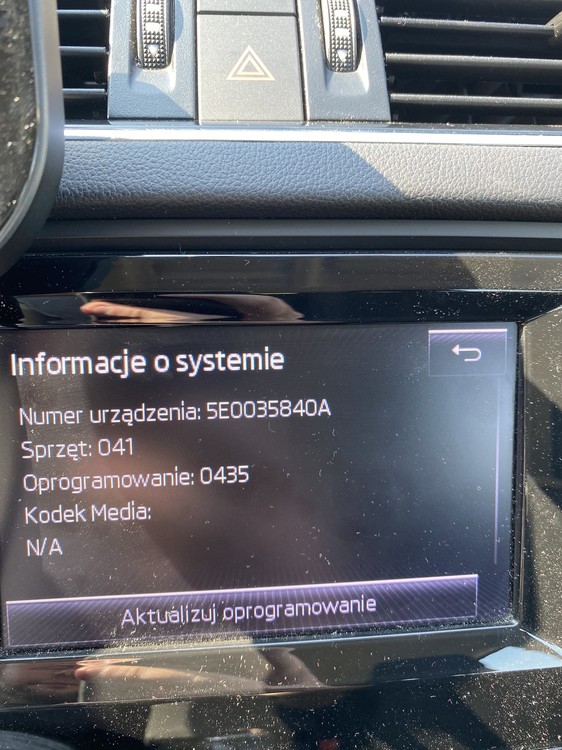 Informacje o systemie
Numer urządzenia: 5E0035840A
Sprzęt: 041
Oprogramowanie: 0435
Kodek Media:
N/A
Aktualizuj oprogramowanie